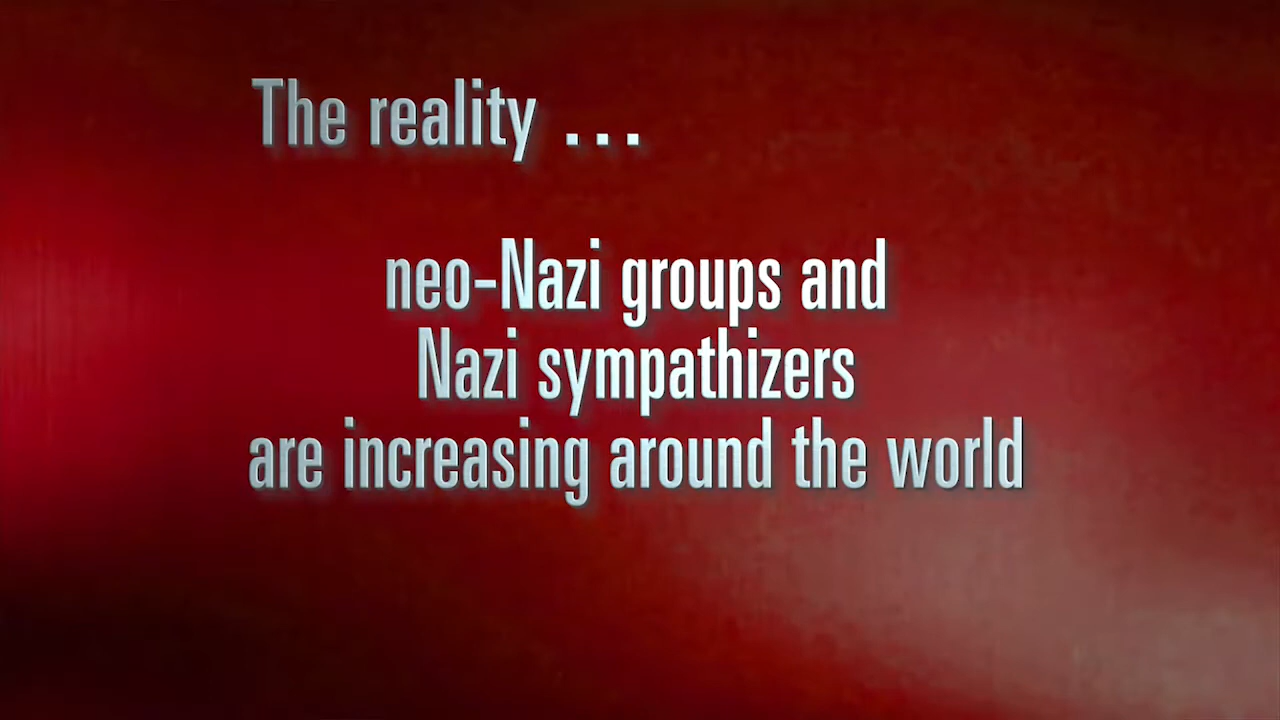 The reality ...
neo-Nazi groups and
Nazi sympathizers
are increasing around the world